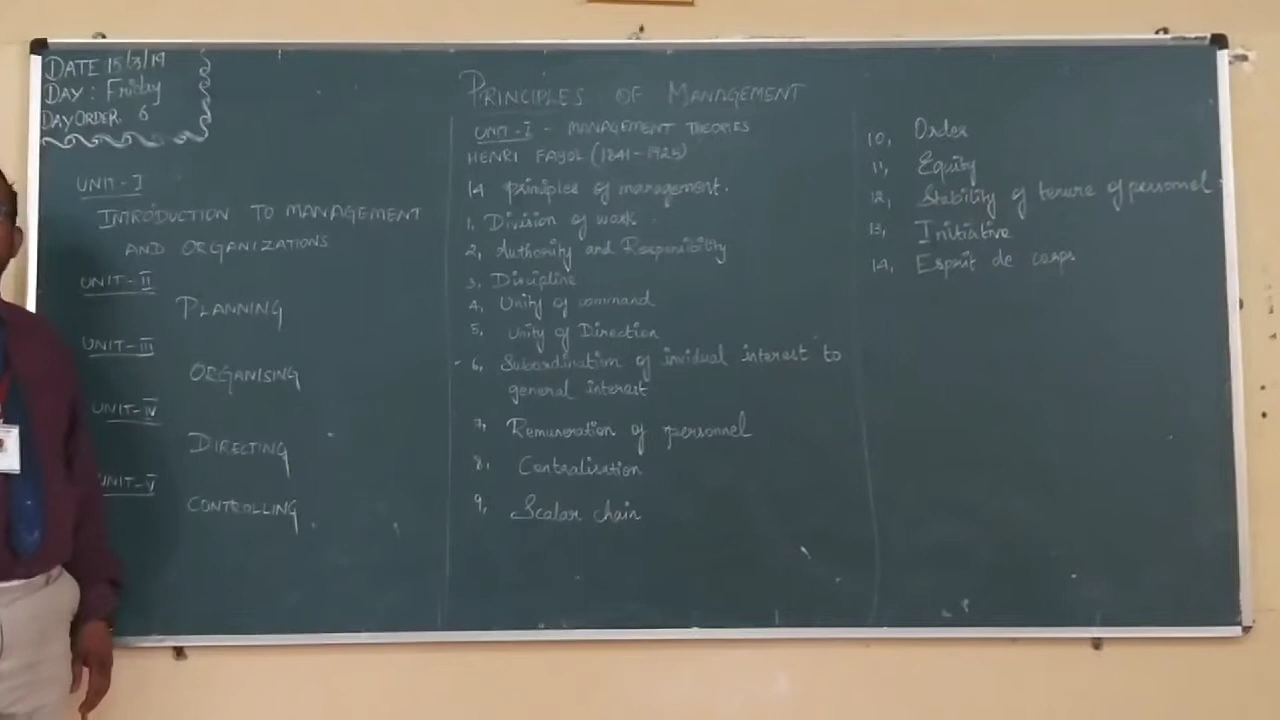 DATE 15/3/19
DAY : Friday
DAY ORDER. 6
UNIT-I
INTRODUCTION TO MANAGEMENT
AND ORGANIZATIONS
UNIT-II
PLANNING
UNIT-III
ORGANISING
UNIT-IV
DIRECTING
UNIT-V
CONTROLLING
PRINCIPLES OF MANAGEMENT
UNIT-I - MANAGEMENT THEORIES
HENRI FAYOL (1841-1925)
14 principles of management.
1, Division of work.
2, Authority and Responsibility
3, Discipline
4, Unity of command
5, Unity of Direction
6, Subordination of invidual interest to
general interest
7, Remuneration of personnel
8, Centralisation
9, Scalar chain
10, Order
11, Equity
12, Stability of tenure of personnel.
13, Initiative
14, Esprit de corps